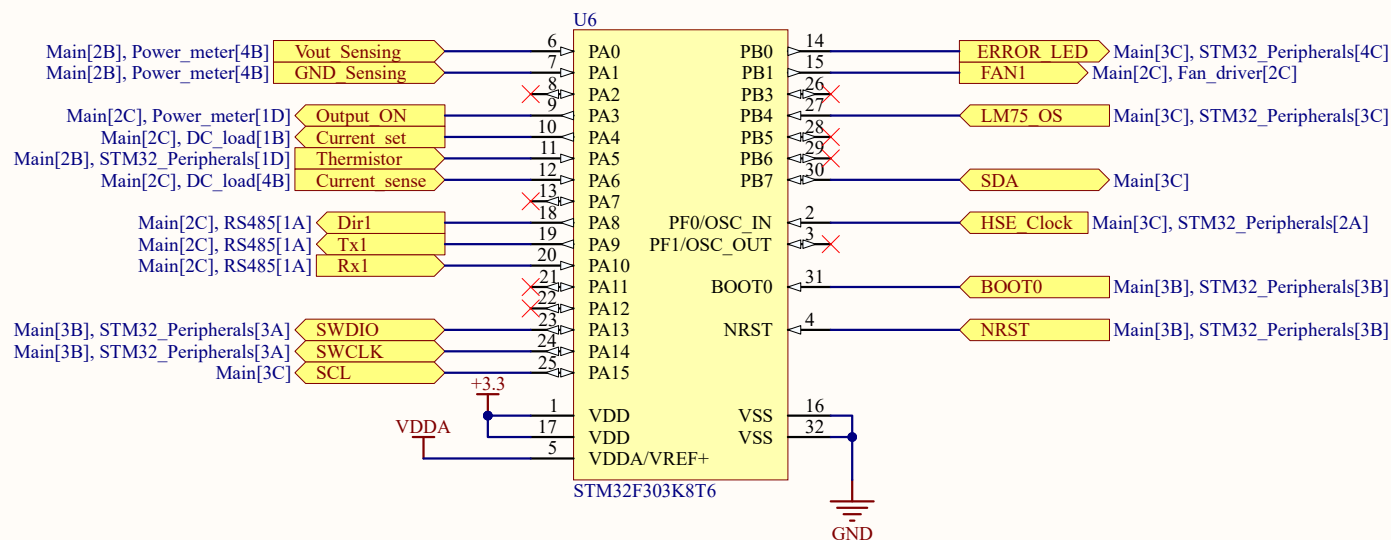 U6
Main[2B], Power_meter[4B] Vout_Sensing 6 PA0 PB0 14 ERROR_LED Main[3C], STM32_Peripherals[4C]
Main[2B], Power_meter[4B] GND_Sensing 7 PA1 PB1 15 FAN1 Main[2C], Fan_driver[2C]
8 PA2 PB3 26
Main[2C], Power_meter[1D] Output_ON 9 PA3 PB4 27 LM75_OS Main[3C], STM32_Peripherals[3C]
Main[2C], DC_load[1B] Current_set 10 PA4 PB5 28
Main[2B], STM32_Peripherals[1D] Thermistor 11 PA5 PB6 29
Main[2C], DC_load[4B] Current_sense 12 PA6 PB7 30 SDA Main[3C]
13 PA7
Main[2C], RS485[1A] Dir1 18 PA8 PF0/OSC_IN 2 HSE_Clock Main[3C], STM32_Peripherals[2A]
Main[2C], RS485[1A] Tx1 19 PA9 PF1/OSC_OUT 3
Main[2C], RS485[1A] Rx1 20 PA10
21 PA11 BOOT0 31 BOOT0 Main[3B], STM32_Peripherals[3B]
22 PA12
Main[3B], STM32_Peripherals[3A] SWDIO 23 PA13 NRST 4 NRST Main[3B], STM32_Peripherals[3B]
Main[3B], STM32_Peripherals[3A] SWCLK 24 PA14
Main[3C] SCL 25 PA15
+3.3
1 VDD VSS 16
VDDA 17 VDD VSS 32
5 VDDA/VREF+
STM32F303K8T6
GND